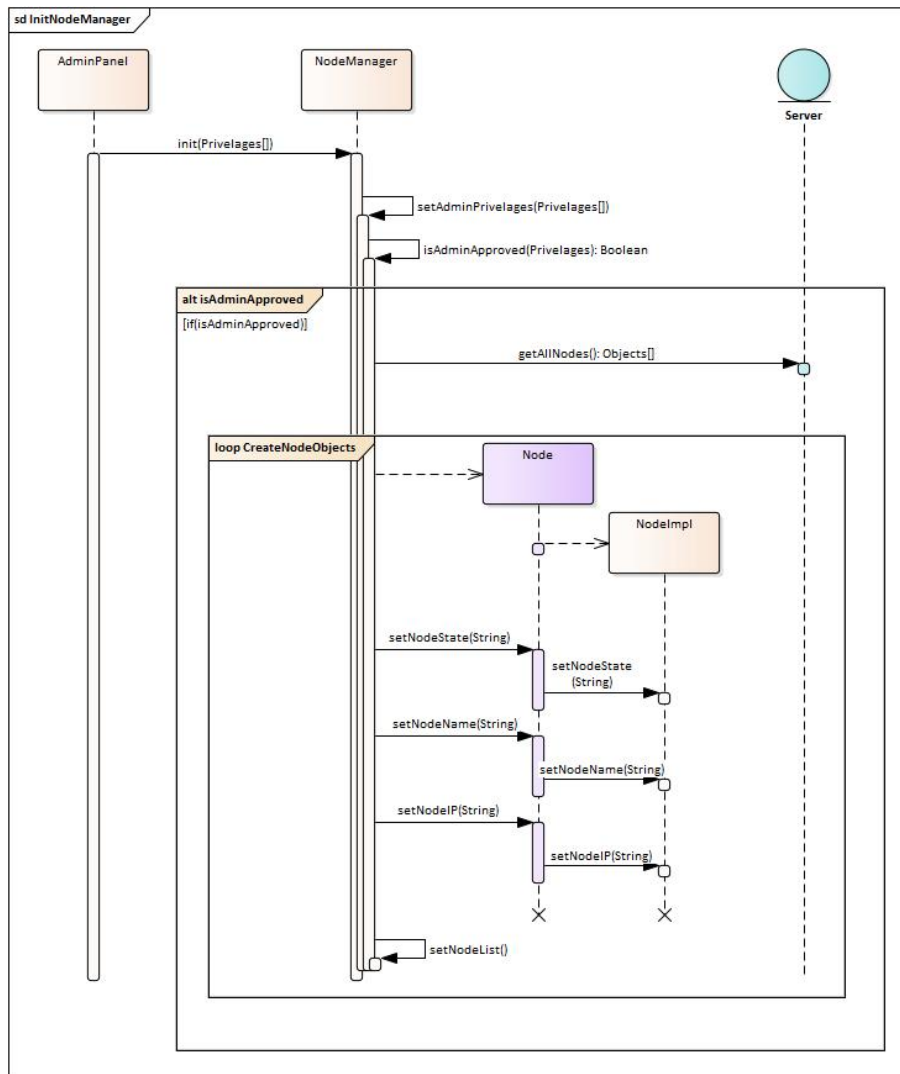 sd InitNodeManager
AdminPanel
NodeManager
Server
init(Privelages[])
setAdminPrivelages(Privelages[])
isAdminApproved(Privelages): Boolean
alt isAdminApproved
[if(isAdminApproved)]
getAllNodes(): Objects[]
loop CreateNodeObjects
Node
NodeImpl
setNodeState(String)
setNodeState
(String)
setNodeName(String)
setNodeName(String)
setNodeIP(String)
setNodeIP(String)
setNodeList()